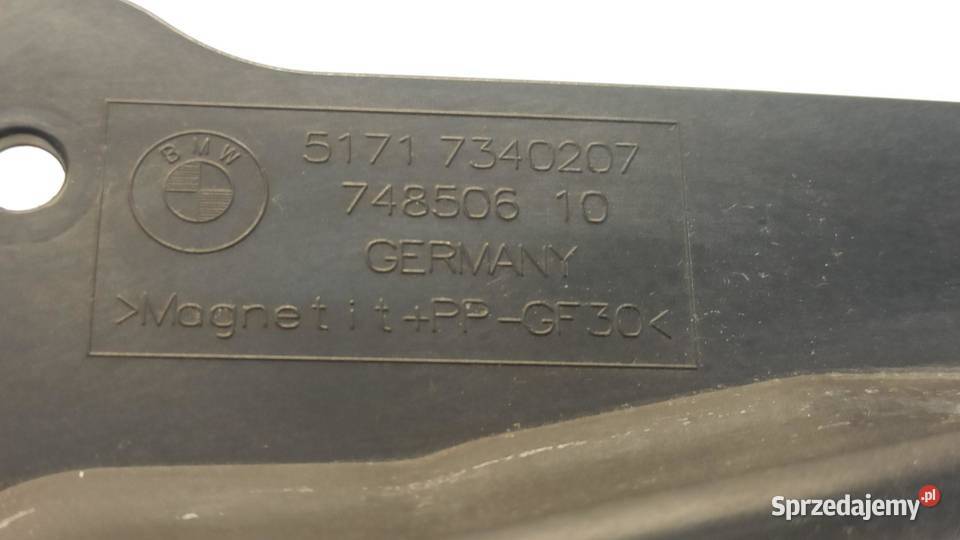 BMW
5171 7340207
748506 10
GERMANY
>Magnetit+PP-GF30<
Sprzedajemy.pl